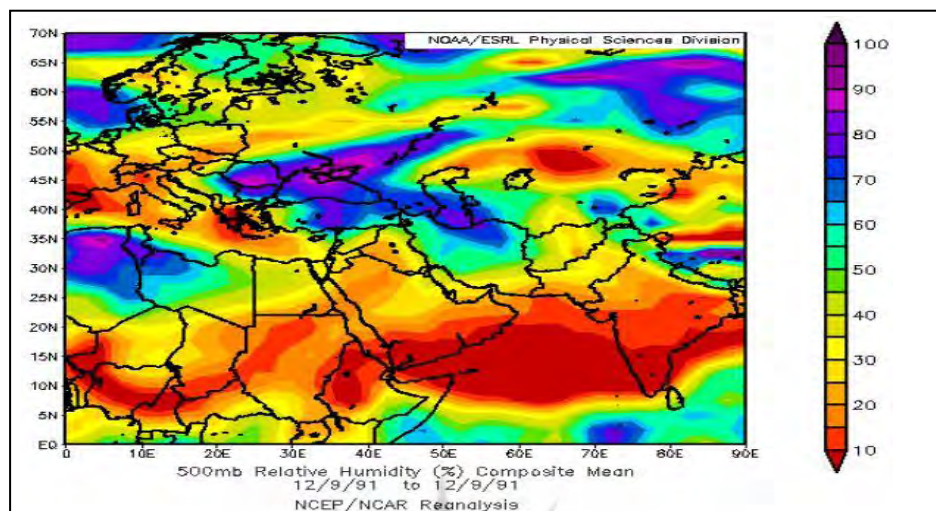 NOAA/ESRL Physical Sciences Division
70N
65N
60N
55N
50N
45N
40N
35N
30N
25N
20N
15N
10N
5N
EQ
0 10E 20E 30E 40E 50E 60E 70E 80E 90E
100
90
80
70
60
50
40
30
20
10
500mb Relative Humidity (%) Composite Mean
12/9/91 to 12/9/91
NCEP/NCAR Reanalysis